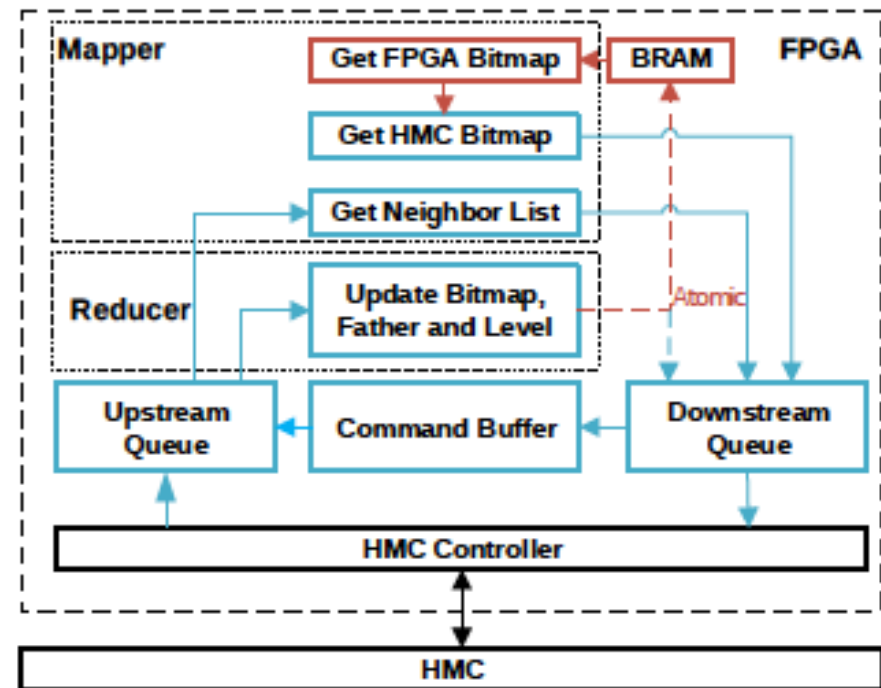 Mapper
Get FPGA Bitmap
BRAM
FPGA
Get HMC Bitmap
Get Neighbor List
Reducer
Update Bitmap,
Father and Level
Atomic
Upstream
Queue
Command Buffer
Downstream
Queue
HMC Controller
HMC